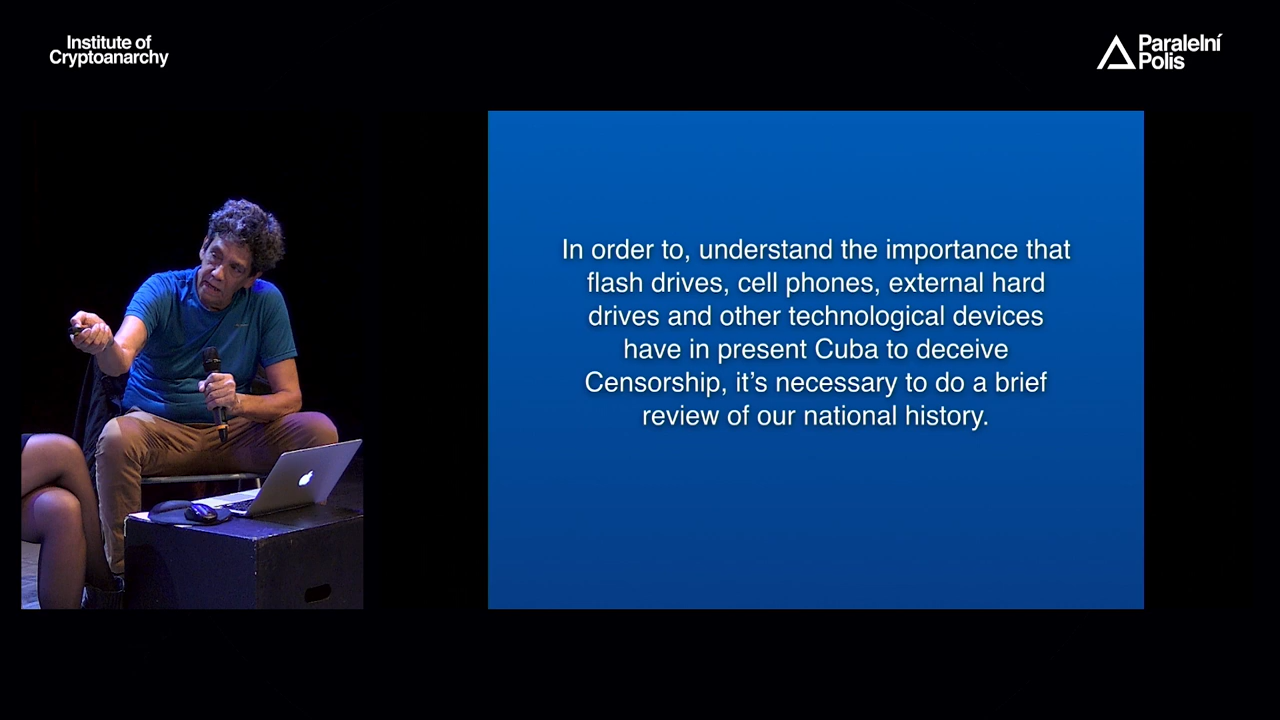 Institute of
Cryptoanarchy
Paralelní
Polis
In order to, understand the importance that
flash drives, cell phones, external hard
drives and other technological devices
have in present Cuba to deceive
Censorship, it's necessary to do a brief
review of our national history.